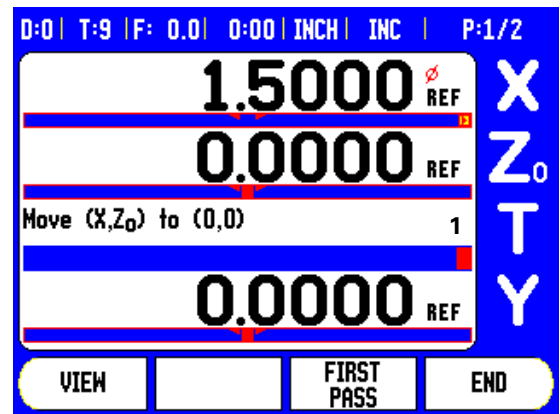 D:0 | T:9 | F: 0.0 | 0:00 | INCH | INC | P:1/2
1.5000 Ø REF X
0.0000 REF Z0
Move (X,Z0) to (0,0) 1 T
0.0000 REF Y
VIEW FIRST PASS END